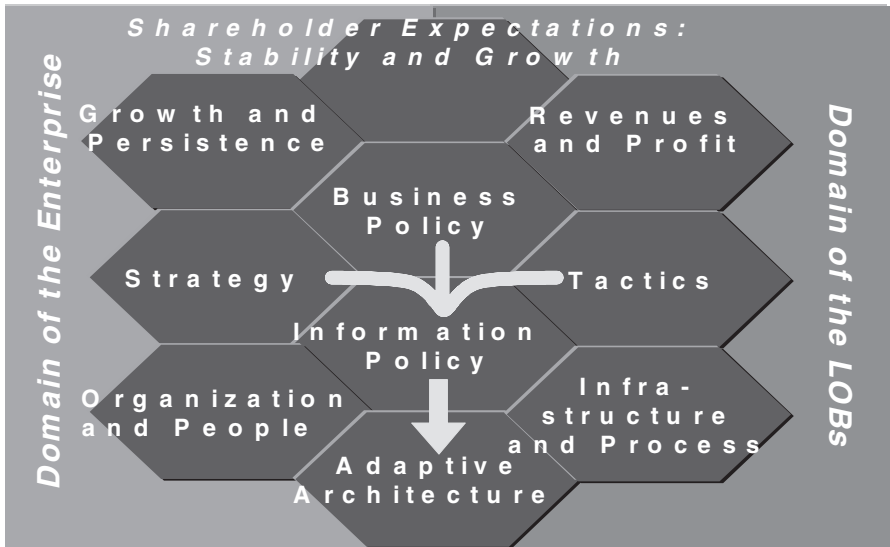 Shareholder Expectations:
Stability and Growth
Domain of the Enterprise
Growth and
Persistence
Revenues
and Profit
Domain of the LOBs
Business
Policy
Strategy
Tactics
Information
Policy
Organization
and People
Infra-
structure
and Process
Adaptive
Architecture